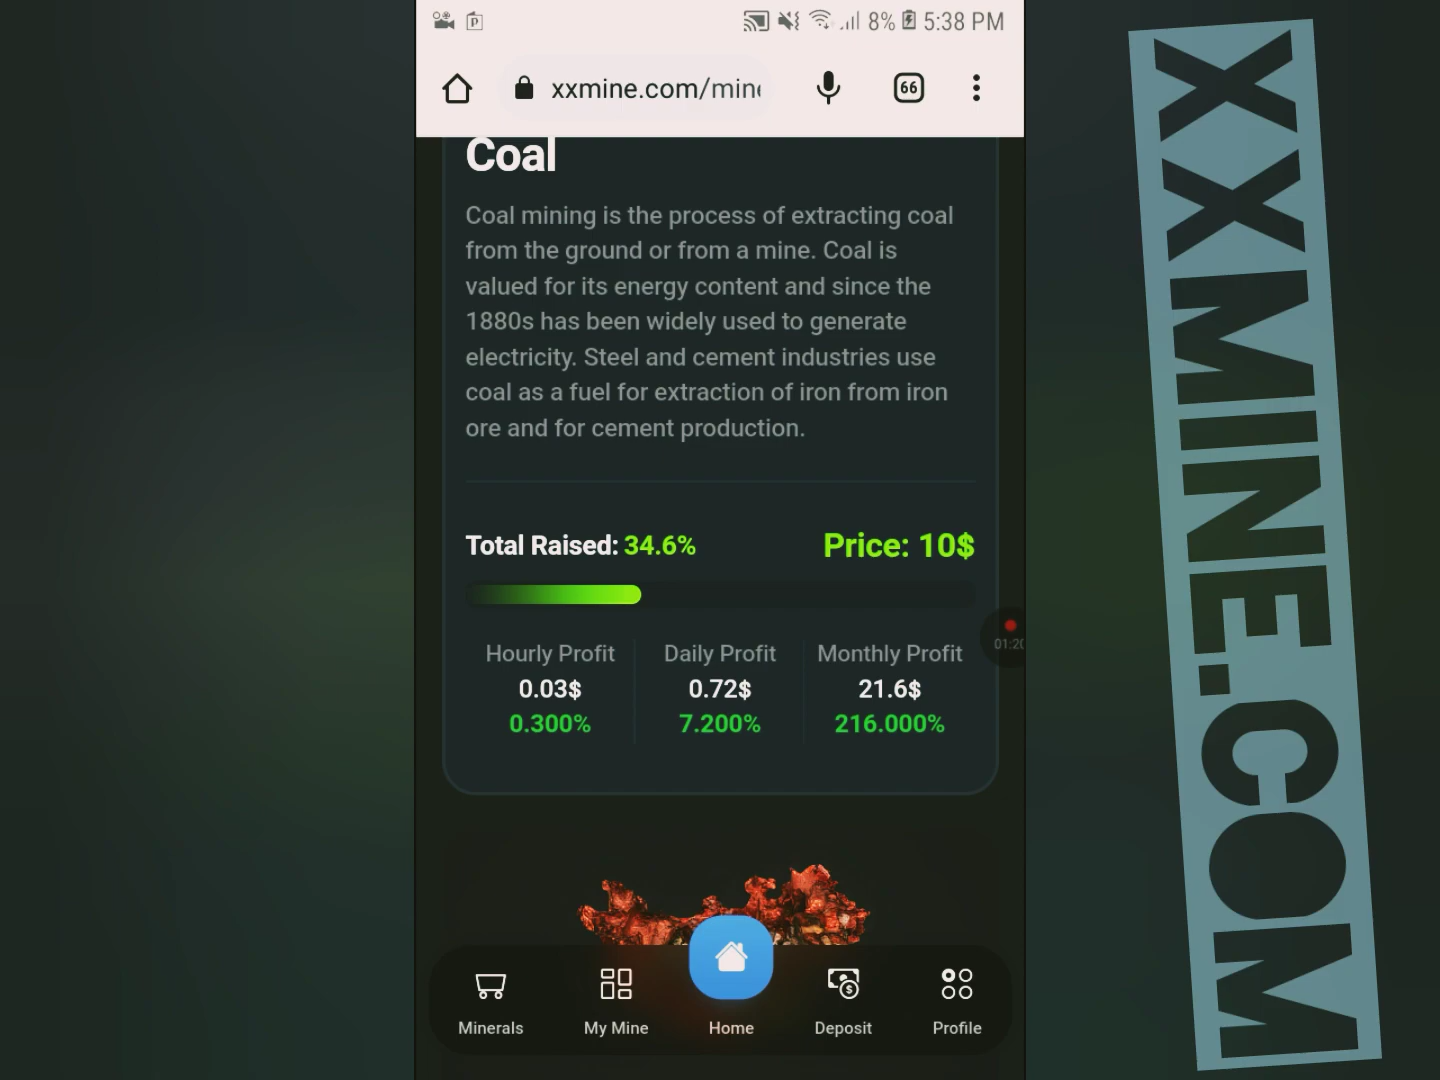 8% 5:38 PM
xxmine.com/mine
66
Coal
Coal mining is the process of extracting coal
from the ground or from a mine. Coal is
valued for its energy content and since the
1880s has been widely used to generate
electricity. Steel and cement industries use
coal as a fuel for extraction of iron from iron
ore and for cement production.
Total Raised: 34.6% Price: 10$
Hourly Profit Daily Profit Monthly Profit
0.03$ 0.72$ 21.6$
0.300% 7.200% 216.000%
01:20
Minerals My Mine Home Deposit Profile
XXMINE.COM